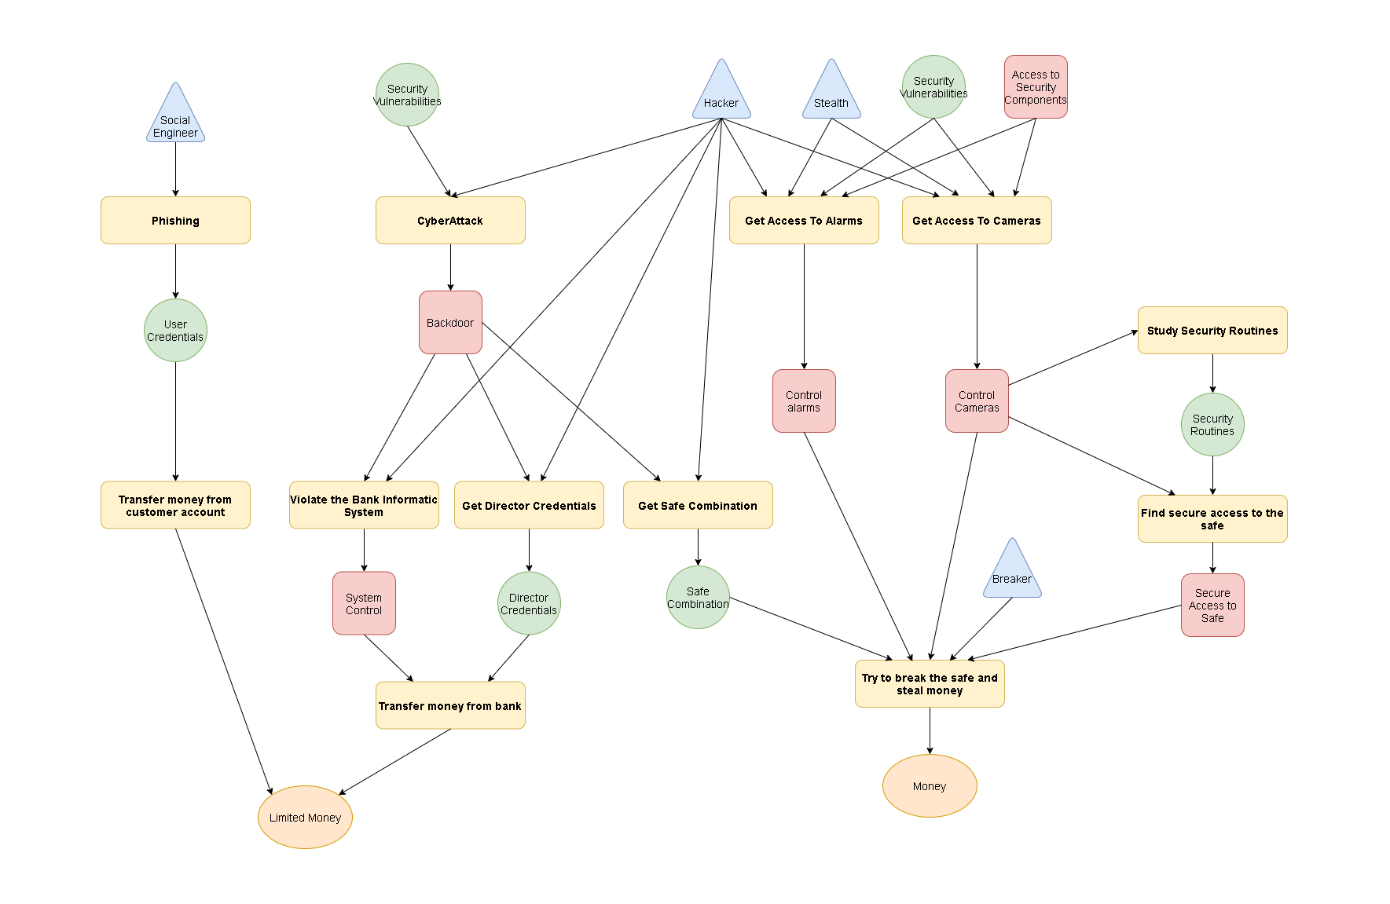 Social
Engineer
Security
Vulnerabilities
Hacker
Stealth
Security
Vulnerabilities
Access to
Security
Components
Phishing
CyberAttack
Get Access To Alarms
Get Access To Cameras
User
Credentials
Backdoor
Study Security Routines
Control
alarms
Control
Cameras
Security
Routines
Transfer money from
customer account
Violate the Bank Informatic
System
Get Director Credentials
Get Safe Combination
Find secure access to the
safe
System
Control
Director
Credentials
Safe
Combination
Breaker
Secure
Access to
Safe
Transfer money from bank
Try to break the safe and
steal money
Limited Money
Money